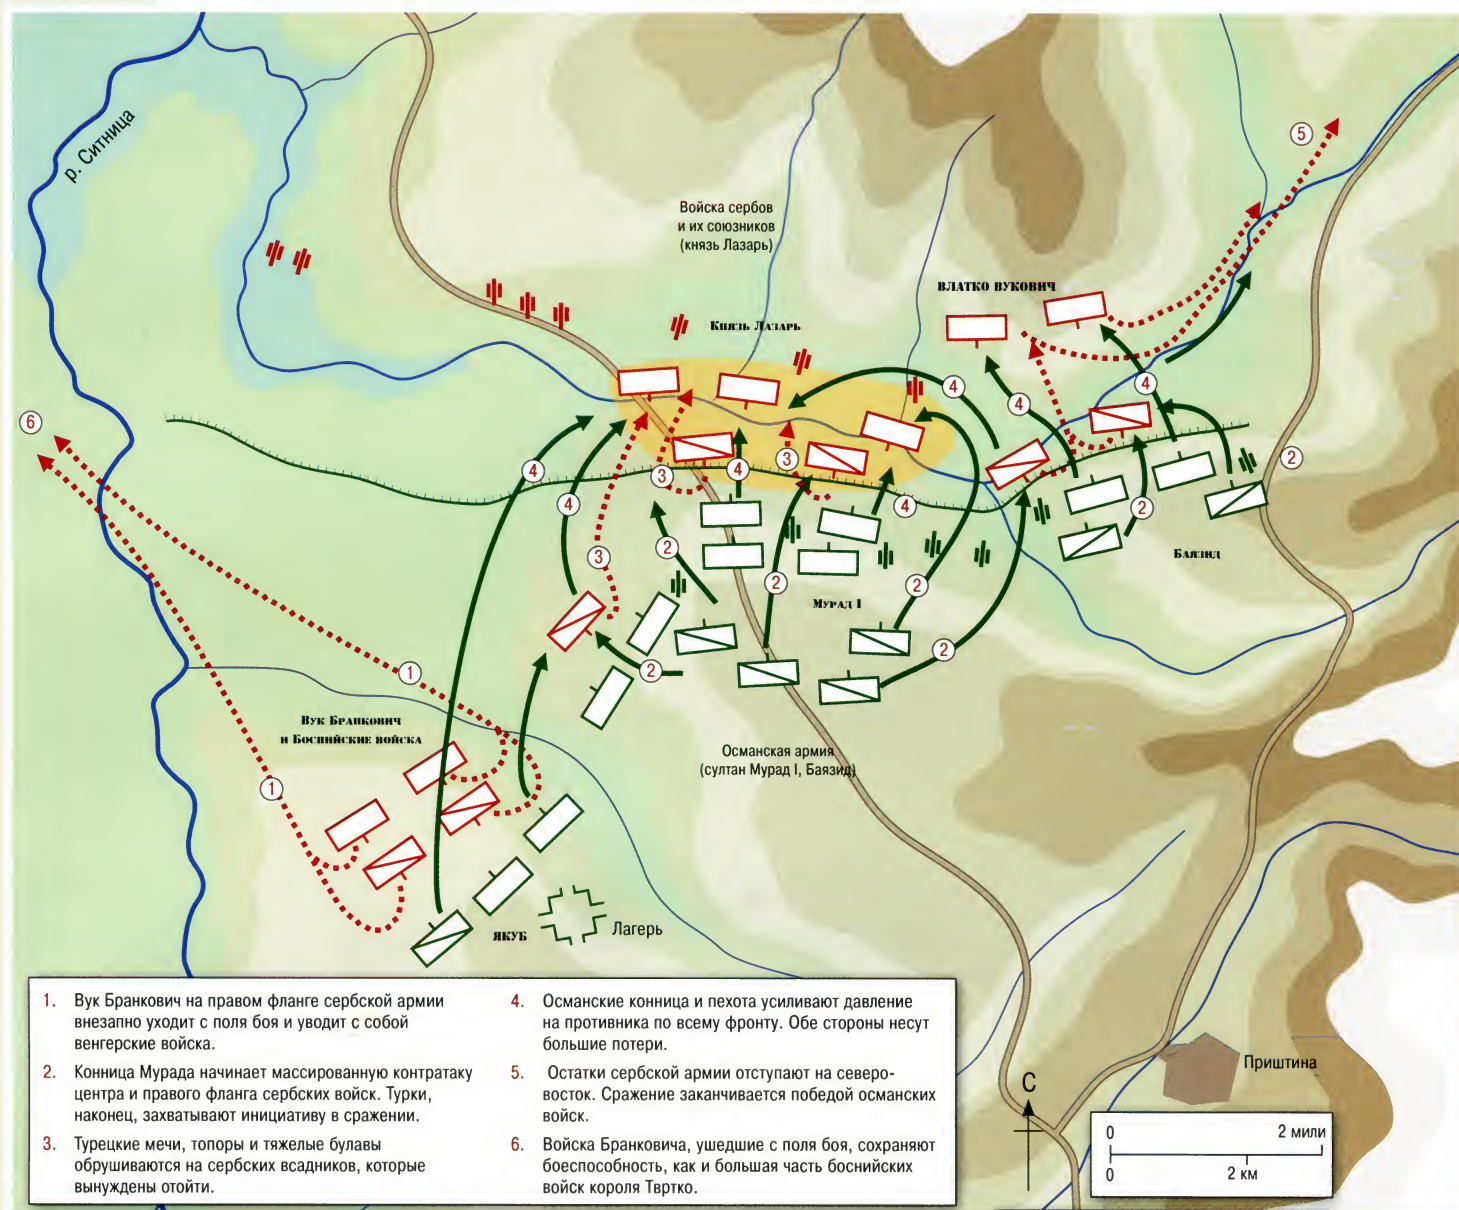 р. Ситница
5
Войска сербов
и их союзников
(князь Лазарь)
ВЛАТКО ВУКОВИЧ
Князь Лазарь
6
4
4
4
4
2
3
4
3
4
4
2
3
2
2
2
Баязид
Мурад I
2
2
1
Вук Бранкович
и Боснийские войска
Османская армия
(султан Мурад I, Баязид)
1
ЯКУБ
Лагерь
1. Вук Бранкович на правом фланге сербской армии
внезапно уходит с поля боя и уводит с собой
венгерские войска.
2. Конница Мурада начинает массированную контратаку
центра и правого фланга сербских войск. Турки,
наконец, захватывают инициативу в сражении.
3. Турецкие мечи, топоры и тяжелые булавы
обрушиваются на сербских всадников, которые
вынуждены отойти.
4. Османские конница и пехота усиливают давление
на противника по всему фронту. Обе стороны несут
большие потери.
5. Остатки сербской армии отступают на северо-
восток. Сражение заканчивается победой османских
войск.
6. Войска Бранковича, ушедшие с поля боя, сохраняют
боеспособность, как и большая часть боснийских
войск короля Твртко.
Приштина
С
0 2 мили
0 2 км